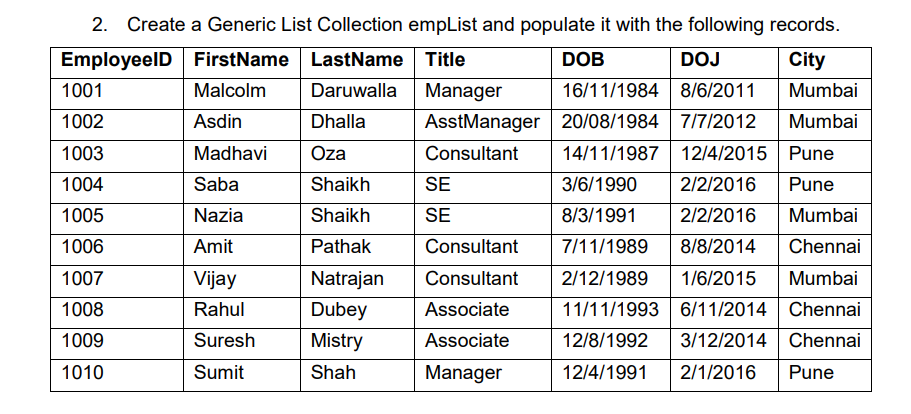 2. Create a Generic List Collection empList and populate it with the following records.
EmployeeID FirstName LastName Title DOB DOJ City
1001 Malcolm Daruwalla Manager 16/11/1984 8/6/2011 Mumbai
1002 Asdin Dhalla AsstManager 20/08/1984 7/7/2012 Mumbai
1003 Madhavi Oza Consultant 14/11/1987 12/4/2015 Pune
1004 Saba Shaikh SE 3/6/1990 2/2/2016 Pune
1005 Nazia Shaikh SE 8/3/1991 2/2/2016 Mumbai
1006 Amit Pathak Consultant 7/11/1989 8/8/2014 Chennai
1007 Vijay Natrajan Consultant 2/12/1989 1/6/2015 Mumbai
1008 Rahul Dubey Associate 11/11/1993 6/11/2014 Chennai
1009 Suresh Mistry Associate 12/8/1992 3/12/2014 Chennai
1010 Sumit Shah Manager 12/4/1991 2/1/2016 Pune